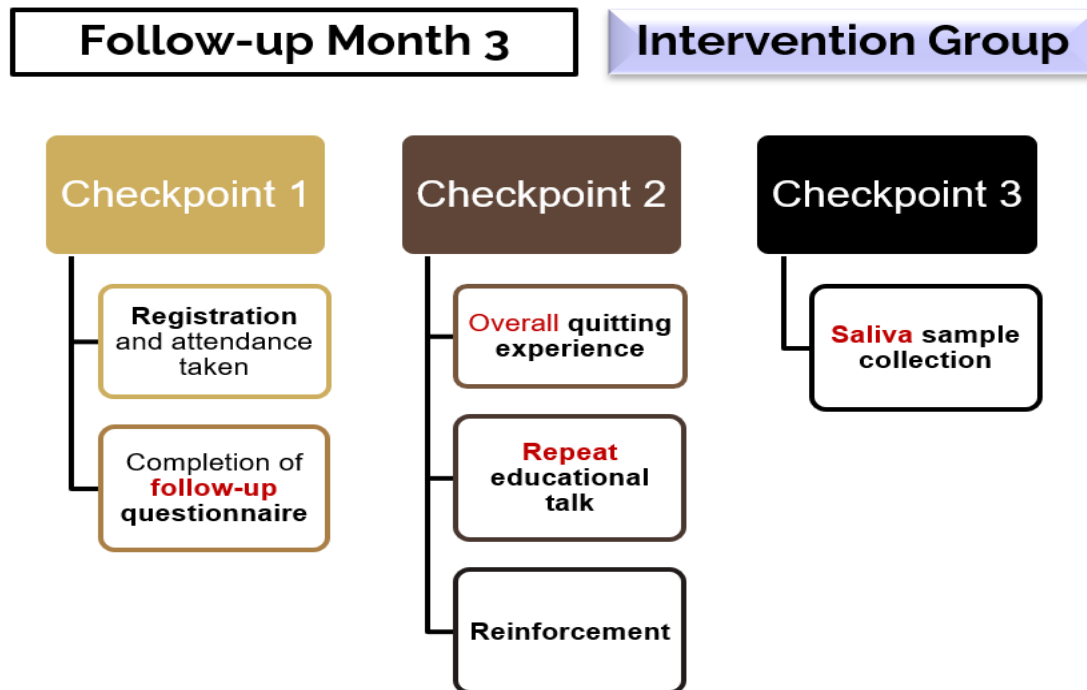 Follow-up Month 3
Intervention Group
Checkpoint 1
Registration
and attendance
taken
Completion of
follow-up
questionnaire
Checkpoint 2
Overall quitting
experience
Repeat
educational
talk
Reinforcement
Checkpoint 3
Saliva sample
collection